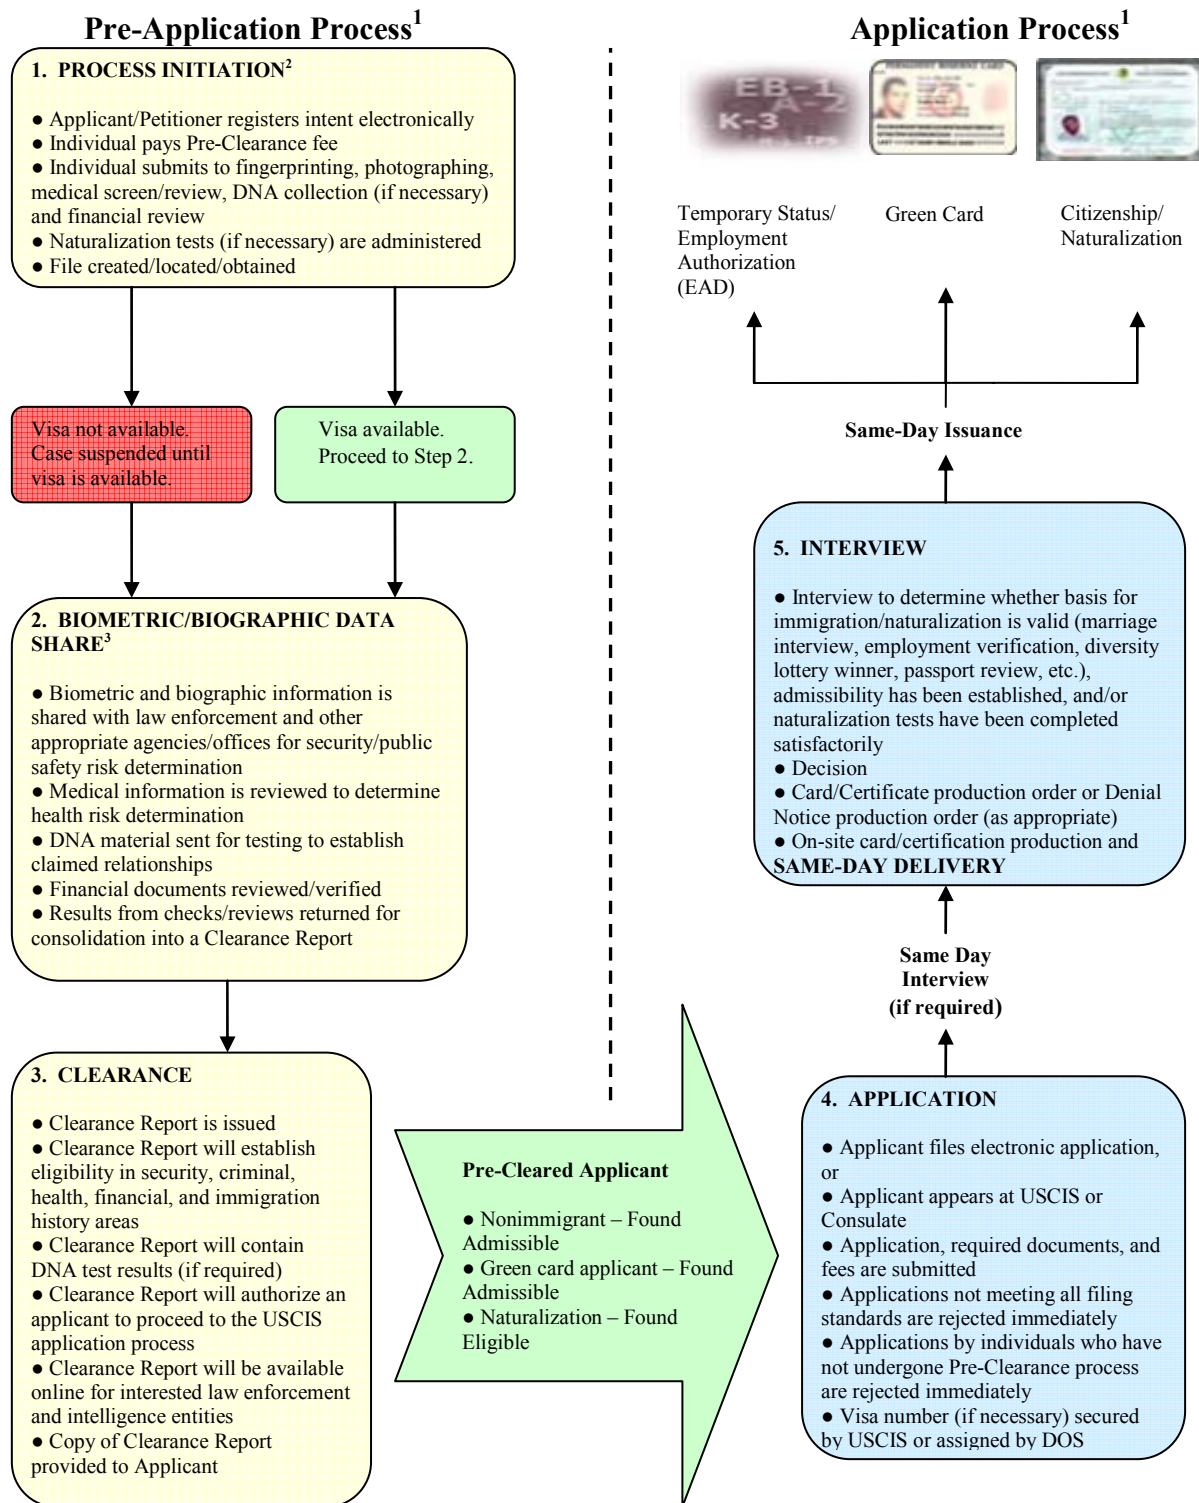 Pre-Application Process1
1. PROCESS INITIATION2
● Applicant/Petitioner registers intent electronically
● Individual pays Pre-Clearance fee
● Individual submits to fingerprinting, photographing,
medical screen/review, DNA collection (if necessary)
and financial review
● Naturalization tests (if necessary) are administered
● File created/located/obtained
Visa not available.
Case suspended until
visa is available.
Visa available.
Proceed to Step 2.
2. BIOMETRIC/BIOGRAPHIC DATA
SHARE3
● Biometric and biographic information is
shared with law enforcement and other
appropriate agencies/offices for security/public
safety risk determination
● Medical information is reviewed to determine
health risk determination
● DNA material sent for testing to establish
claimed relationships
● Financial documents reviewed/verified
● Results from checks/reviews returned for
consolidation into a Clearance Report
3. CLEARANCE
● Clearance Report is issued
● Clearance Report will establish
eligibility in security, criminal,
health, financial, and immigration
history areas
● Clearance Report will contain
DNA test results (if required)
● Clearance Report will authorize an
applicant to proceed to the USCIS
application process
● Clearance Report will be available
online for interested law enforcement
and intelligence entities
● Copy of Clearance Report
provided to Applicant
Pre-Cleared Applicant
● Nonimmigrant – Found
Admissible
● Green card applicant – Found
Admissible
● Naturalization – Found
Eligible
Application Process1
EB-1
A-2
K-3
Temporary Status/
Employment
Authorization
(EAD)
Green Card
Citizenship/
Naturalization
Same-Day Issuance
5. INTERVIEW
● Interview to determine whether basis for
immigration/naturalization is valid (marriage
interview, employment verification, diversity
lottery winner, passport review, etc.),
admissibility has been established, and/or
naturalization tests have been completed
satisfactorily
● Decision
● Card/Certificate production order or Denial
Notice production order (as appropriate)
● On-site card/certification production and
SAME-DAY DELIVERY
Same Day
Interview
(if required)
4. APPLICATION
● Applicant files electronic application,
or
● Applicant appears at USCIS or
Consulate
● Application, required documents, and
fees are submitted
● Applications not meeting all filing
standards are rejected immediately
● Applications by individuals who have
not undergone Pre-Clearance process
are rejected immediately
● Visa number (if necessary) secured
by USCIS or assigned by DOS